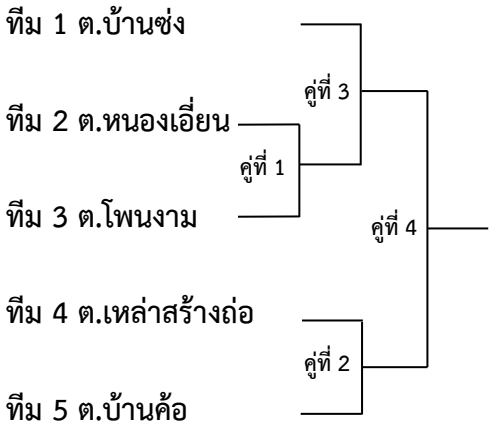 ทีม 1 ต.บ้านซ่ง
คู่ที่ 3
ทีม 2 ต.หนองเอี่ยน
คู่ที่ 1
ทีม 3 ต.โพนงาม
คู่ที่ 4
ทีม 4 ต.เหล่าสร้างถ่อ
คู่ที่ 2
ทีม 5 ต.บ้านค้อ